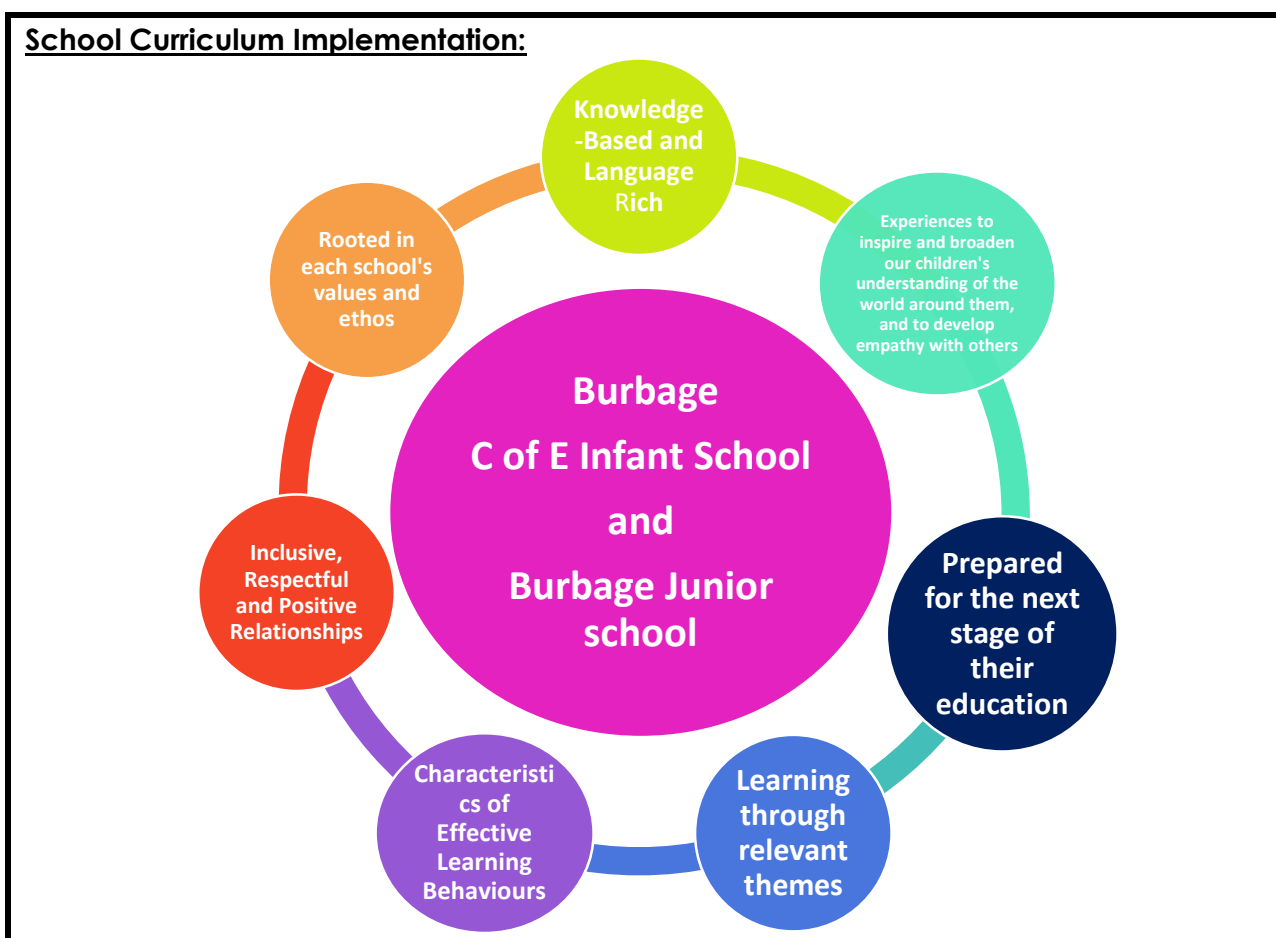 School Curriculum Implementation:
Knowledge
-Based and
Language
Rich
Experiences to
inspire and broaden
our children's
understanding of the
world around them,
and to develop
empathy with others
Prepared
for the next
stage of
their
education
Learning
through
relevant
themes
Characteristi
cs of
Effective
Learning
Behaviours
Inclusive,
Respectful
and Positive
Relationships
Rooted in
each school's
values and
ethos
Burbage
C of E Infant School
and
Burbage Junior
school